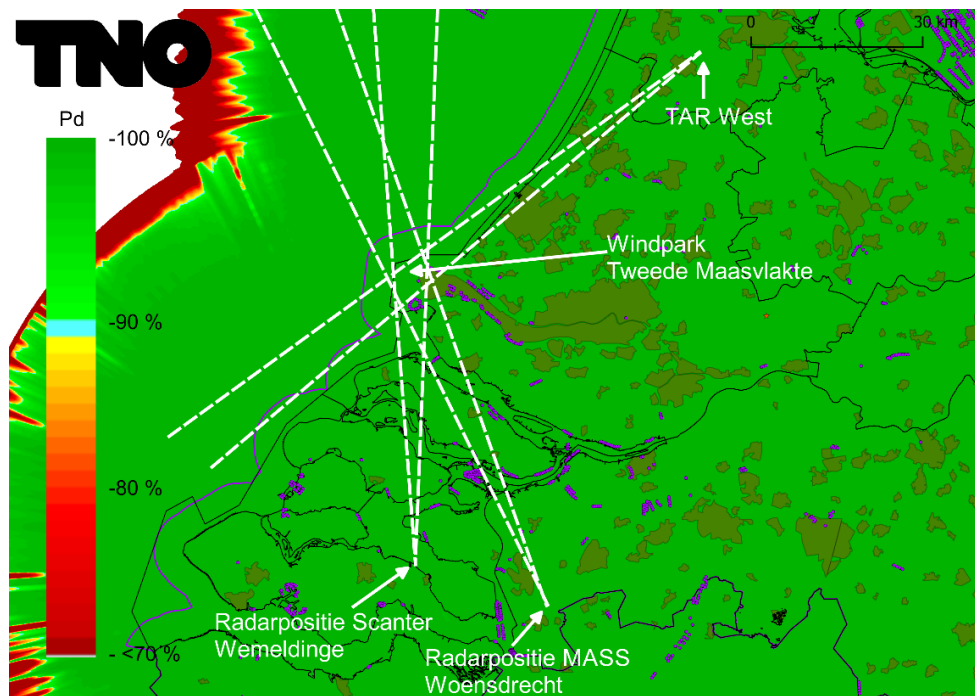 TNO
0 30 km
Pd
-100 %
TAR West
Windpark
Tweede Maasvlakte
-90 %
-80 %
Radarpositie Scanter
Wemeldinge
- <70 %
Radarpositie MASS
Woensdrecht